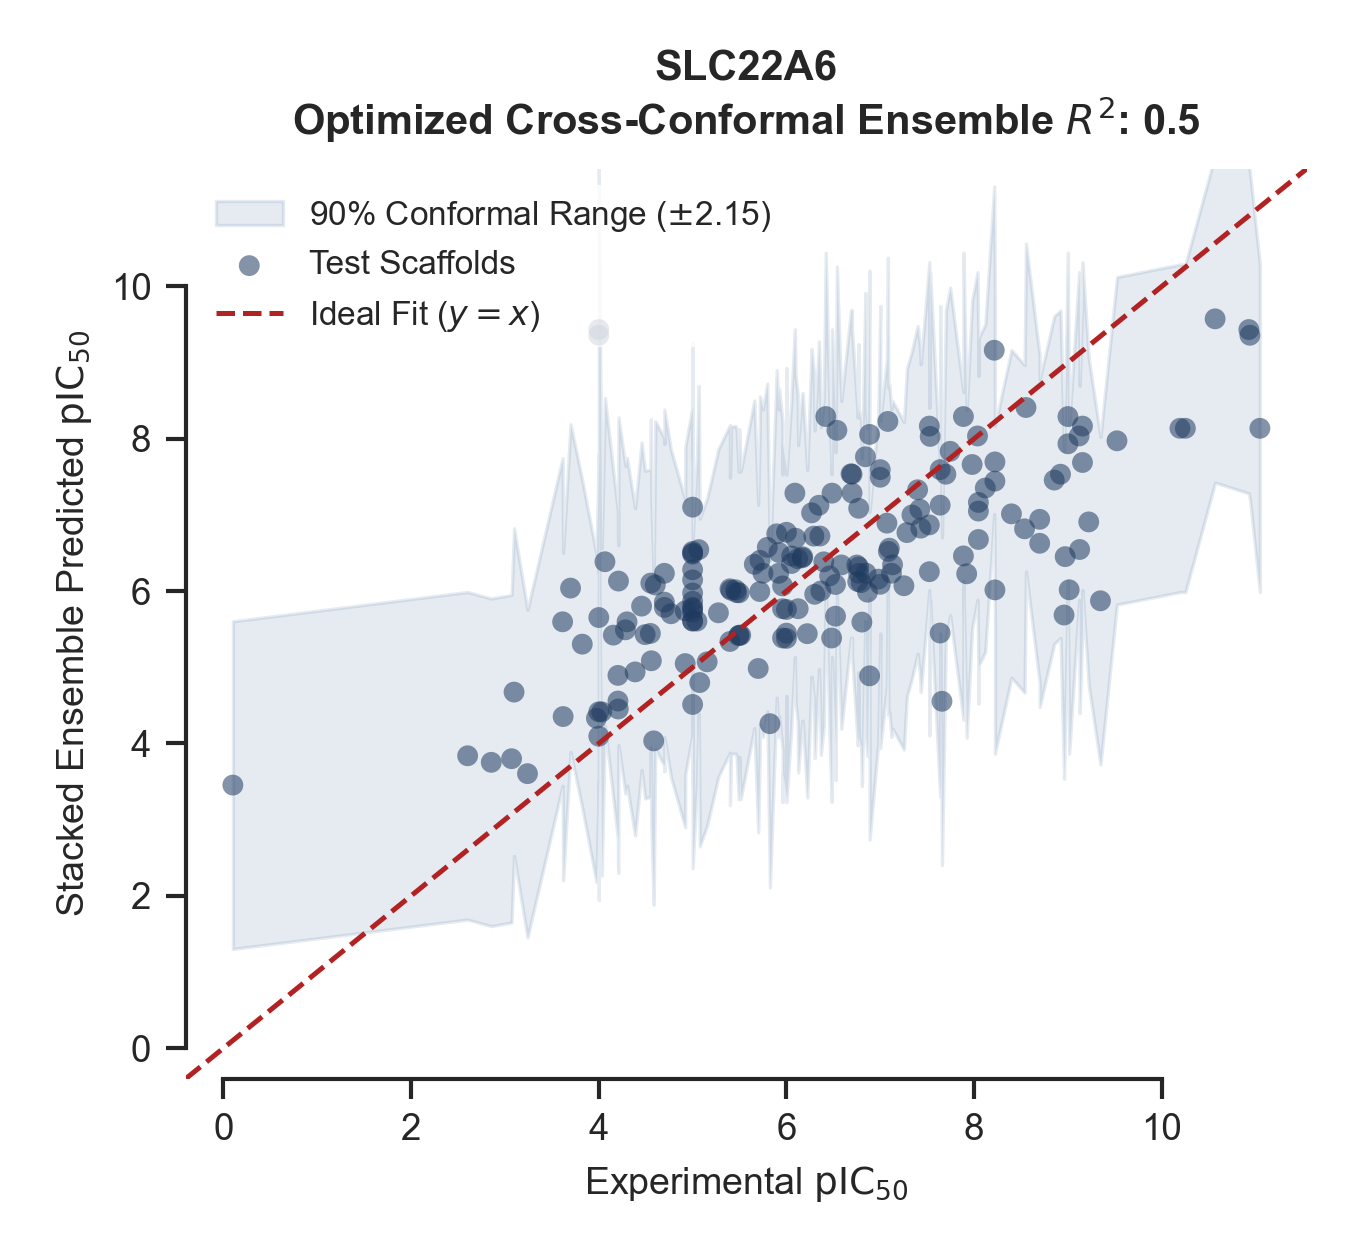 SLC22A6
Optimized Cross-Conformal Ensemble R²: 0.5
90% Conformal Range (±2.15)
Test Scaffolds
Ideal Fit (y = x)
10
8
6
4
2
0
Stacked Ensemble Predicted pIC₅₀
0 2 4 6 8 10
Experimental pIC₅₀